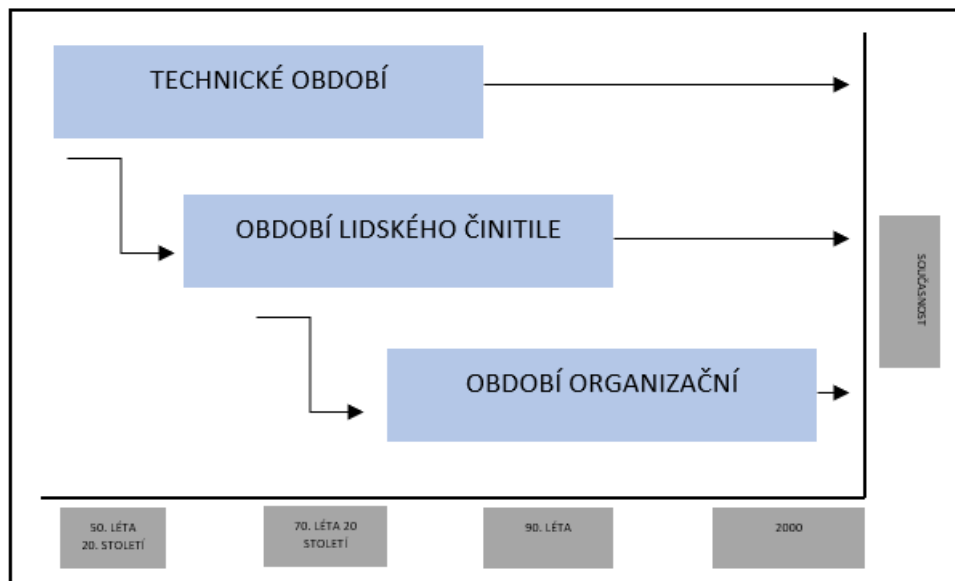 TECHNICKÉ OBDOBÍ
OBDOBÍ LIDSKÉHO ČINITILE
OBDOBÍ ORGANIZAČNÍ
SOUČASNOST
50. LÉTA
20. STOLETÍ
70. LÉTA 20
STOLETÍ
90. LÉTA
2000